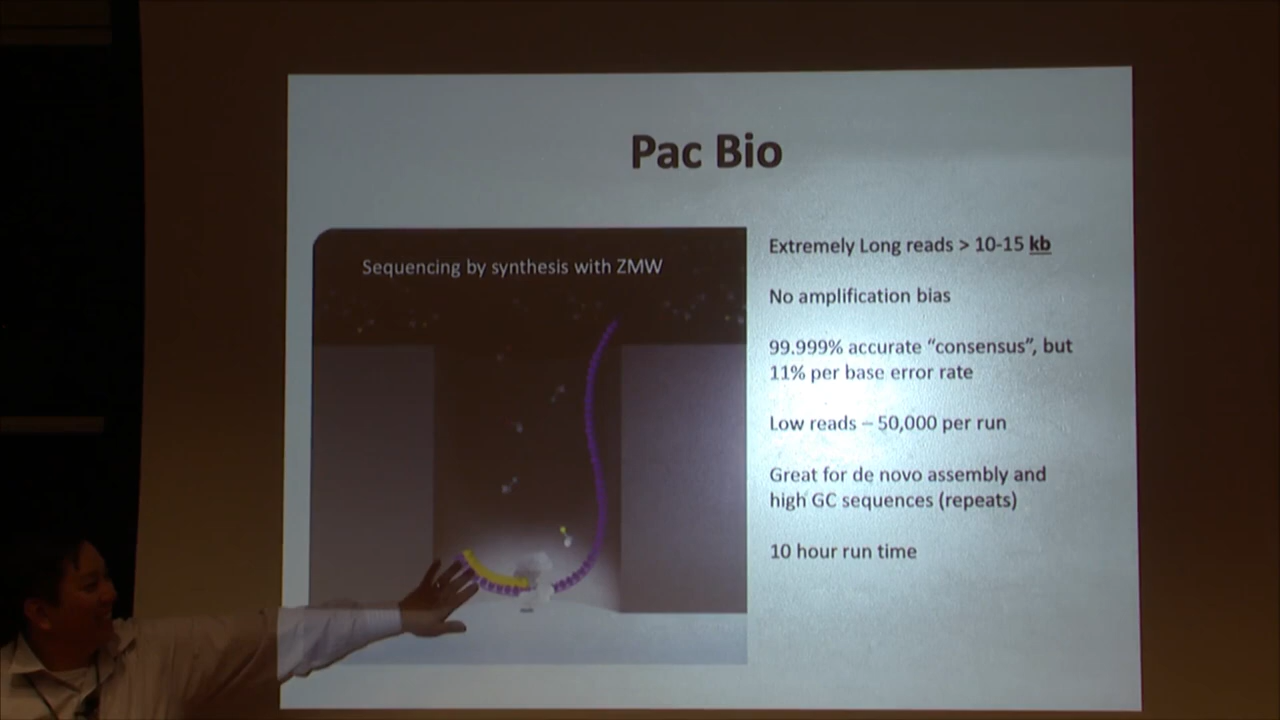 Pac Bio
Sequencing by synthesis with ZMW
Extremely Long reads > 10-15 kb
No amplification bias
99.999% accurate “consensus”, but
11% per base error rate
Low reads – 50,000 per run
Great for de novo assembly and
high GC sequences (repeats)
10 hour run time